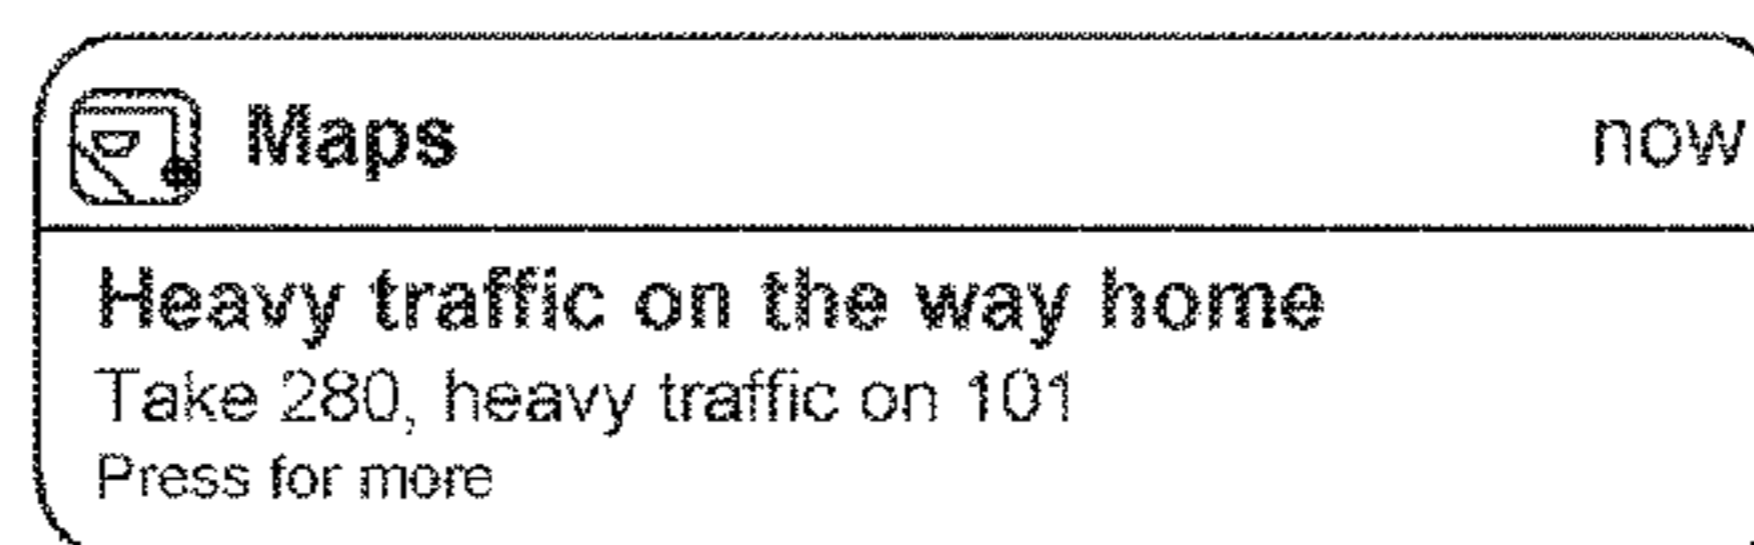 Maps now
Heavy traffic on the way home
Take 280, heavy traffic on 101
Press for more